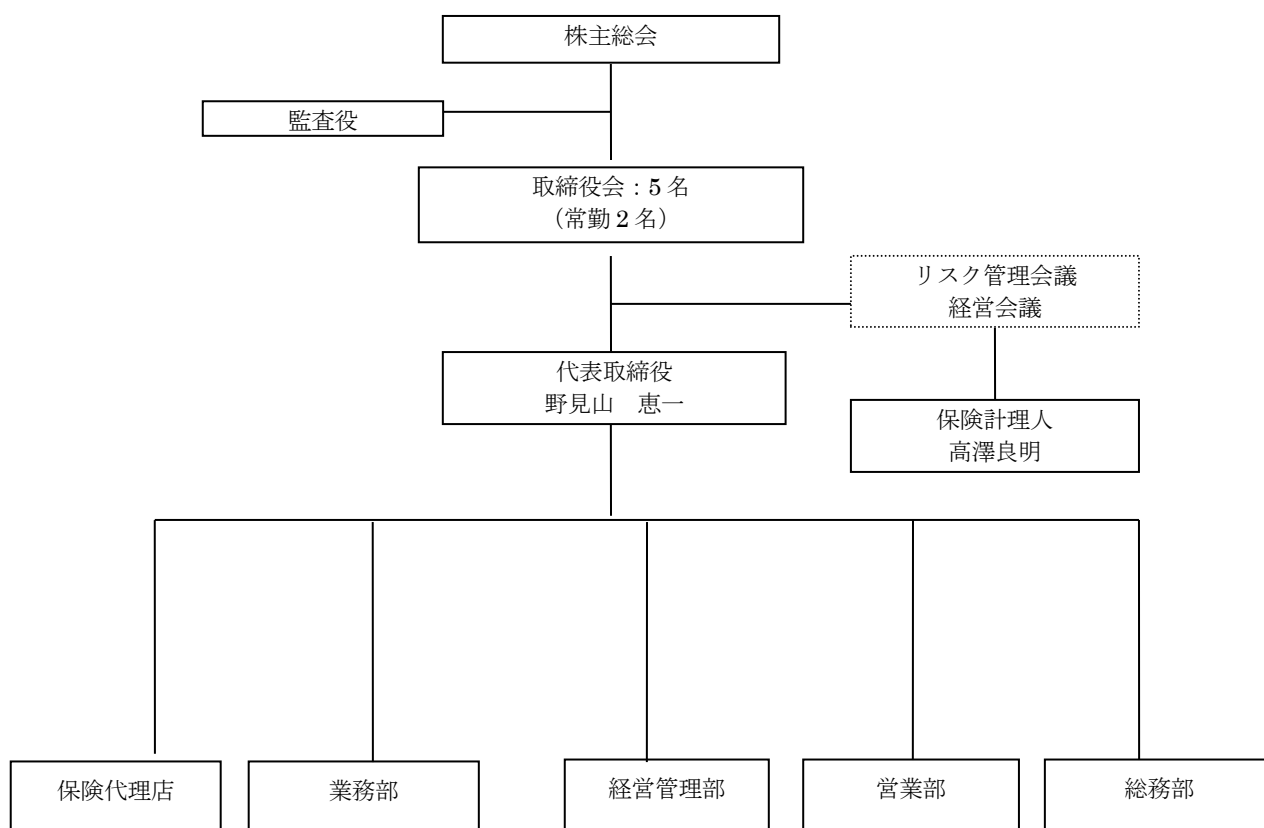 株主総会
監査役
取締役会：5 名
（常勤 2 名）
リスク管理会議
経営会議
代表取締役
野見山　恵一
保険計理人
高澤良明
保険代理店
業務部
経営管理部
営業部
総務部